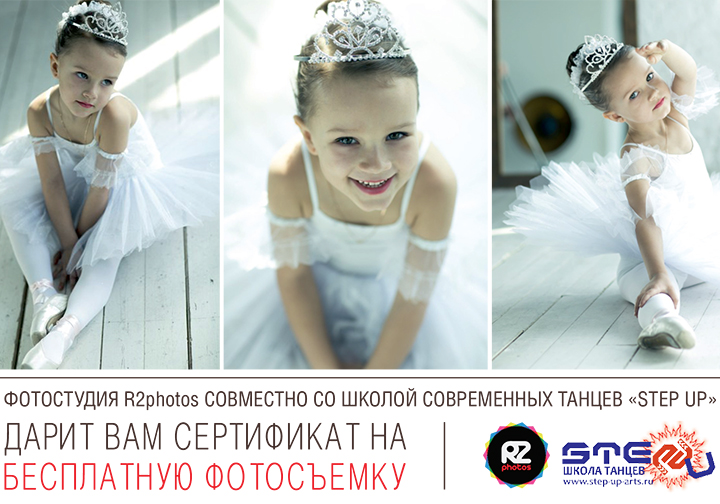 ФОТОСТУДИЯ R2photos СОВМЕСТНО СО ШКОЛОЙ СОВРЕМЕННЫХ ТАНЦЕВ «STEP UP»
ДАРИТ ВАМ СЕРТИФИКАТ НА
БЕСПЛАТНУЮ ФОТОСЪЕМКУ
R2
photos
STEP UP
ШКОЛА ТАНЦЕВ
www.step-up-arts.ru